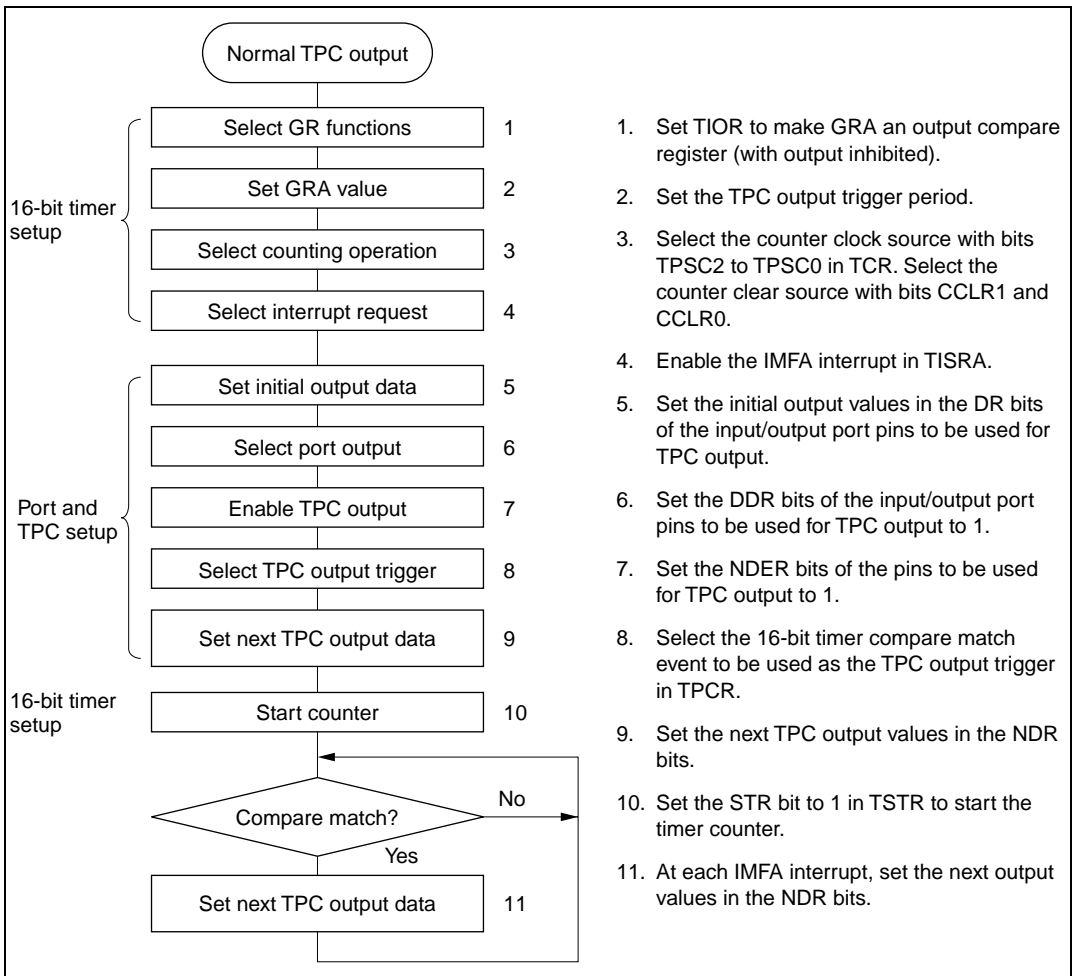 Normal TPC output
16-bit timer
setup
Select GR functions
1
Set GRA value
2
Select counting operation
3
Select interrupt request
4
Port and
TPC setup
Set initial output data
5
Select port output
6
Enable TPC output
7
Select TPC output trigger
8
Set next TPC output data
9
16-bit timer
setup
Start counter
10
Compare match?
No
Yes
Set next TPC output data
11
1. Set TIOR to make GRA an output compare
register (with output inhibited).
2. Set the TPC output trigger period.
3. Select the counter clock source with bits
TPSC2 to TPSC0 in TCR. Select the
counter clear source with bits CCLR1 and
CCLR0.
4. Enable the IMFA interrupt in TISRA.
5. Set the initial output values in the DR bits
of the input/output port pins to be used for
TPC output.
6. Set the DDR bits of the input/output port
pins to be used for TPC output to 1.
7. Set the NDER bits of the pins to be used
for TPC output to 1.
8. Select the 16-bit timer compare match
event to be used as the TPC output trigger
in TPCR.
9. Set the next TPC output values in the NDR
bits.
10. Set the STR bit to 1 in TSTR to start the
timer counter.
11. At each IMFA interrupt, set the next output
values in the NDR bits.